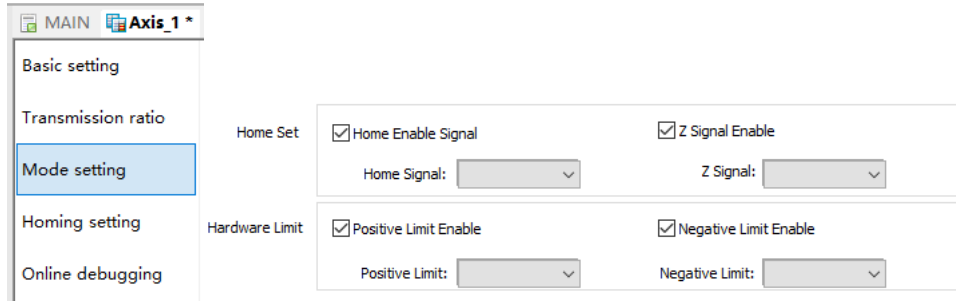 MAIN Axis_1 *
Basic setting
Transmission ratio
Mode setting
Homing setting
Online debugging
Home Set
Home Enable Signal
Z Signal Enable
Home Signal:
Z Signal:
Hardware Limit
Positive Limit Enable
Negative Limit Enable
Positive Limit:
Negative Limit: